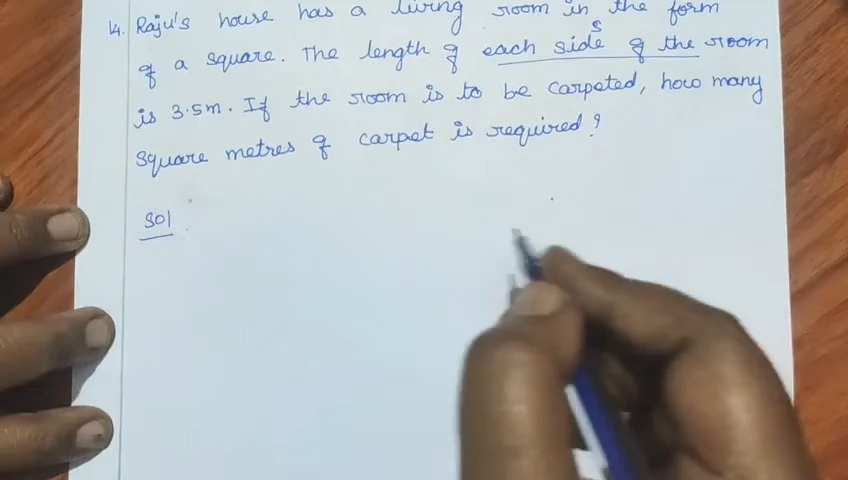 14. Raju's house has a living room in the form
of a square. The length of each side of the room
s
is 3.5m. If the room is to be carpeted, how many
square metres of carpet is required?
Sol